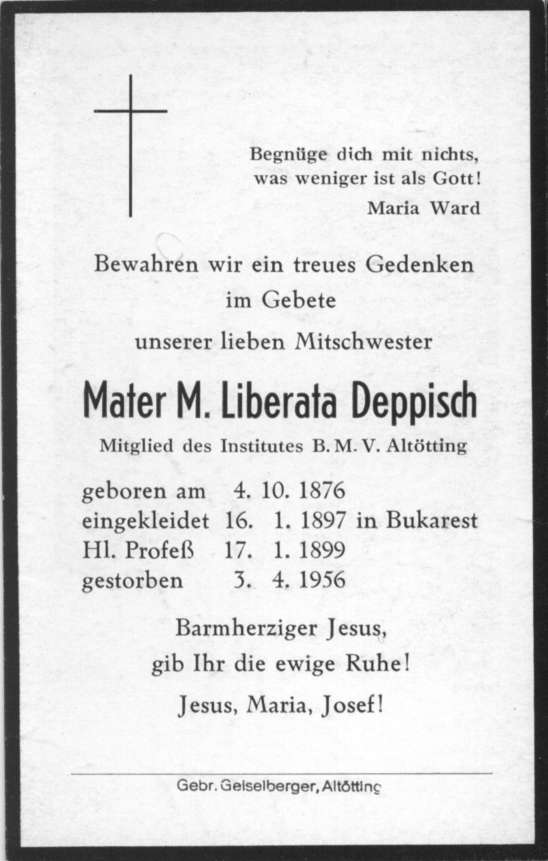 Begnüge dich mit nichts,
was weniger ist als Gott!
Maria Ward
Bewahren wir ein treues Gedenken
im Gebete
unserer lieben Mitschwester
Mater M. Liberata Deppisch
Mitglied des Institutes B. M. V. Altötting
geboren am 4. 10. 1876
eingekleidet 16. 1. 1897 in Bukarest
Hl. Profeß 17. 1. 1899
gestorben 3. 4. 1956
Barmherziger Jesus,
gib Ihr die ewige Ruhe!
Jesus, Maria, Josef!
Gebr. Geiselberger, Altötting